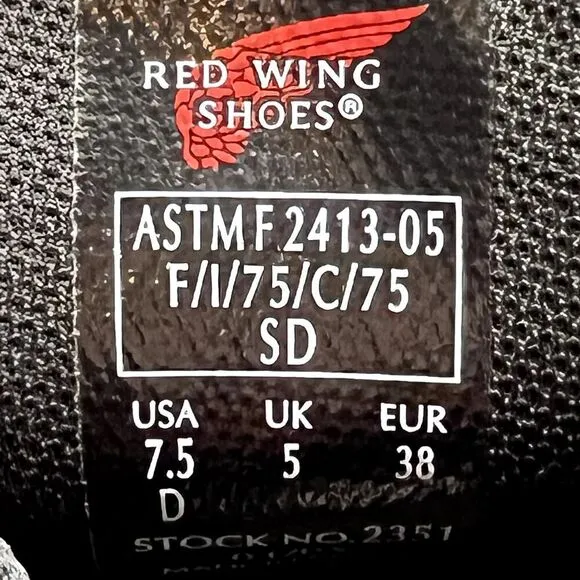 RED WING
SHOES®
ASTM F 2413-05
F/I/75/C/75
SD
USA UK EUR
7.5 5 38
D
STOCK NO. 2351